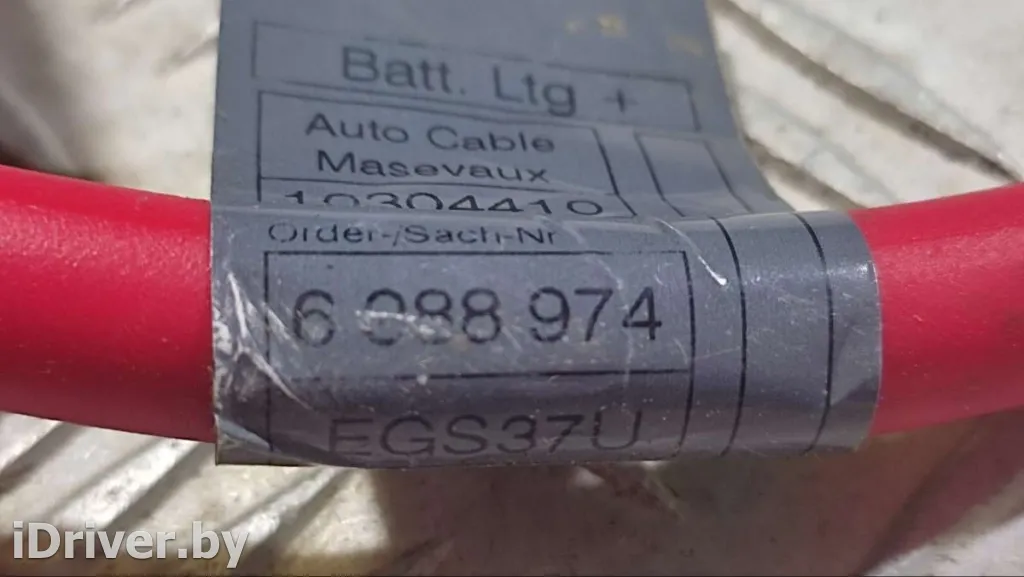 Batt. Ltg +
Auto Cable
Masevaux
10304410
Order-/Sach-Nr
6 988 974
EGS37U
iDriver.by